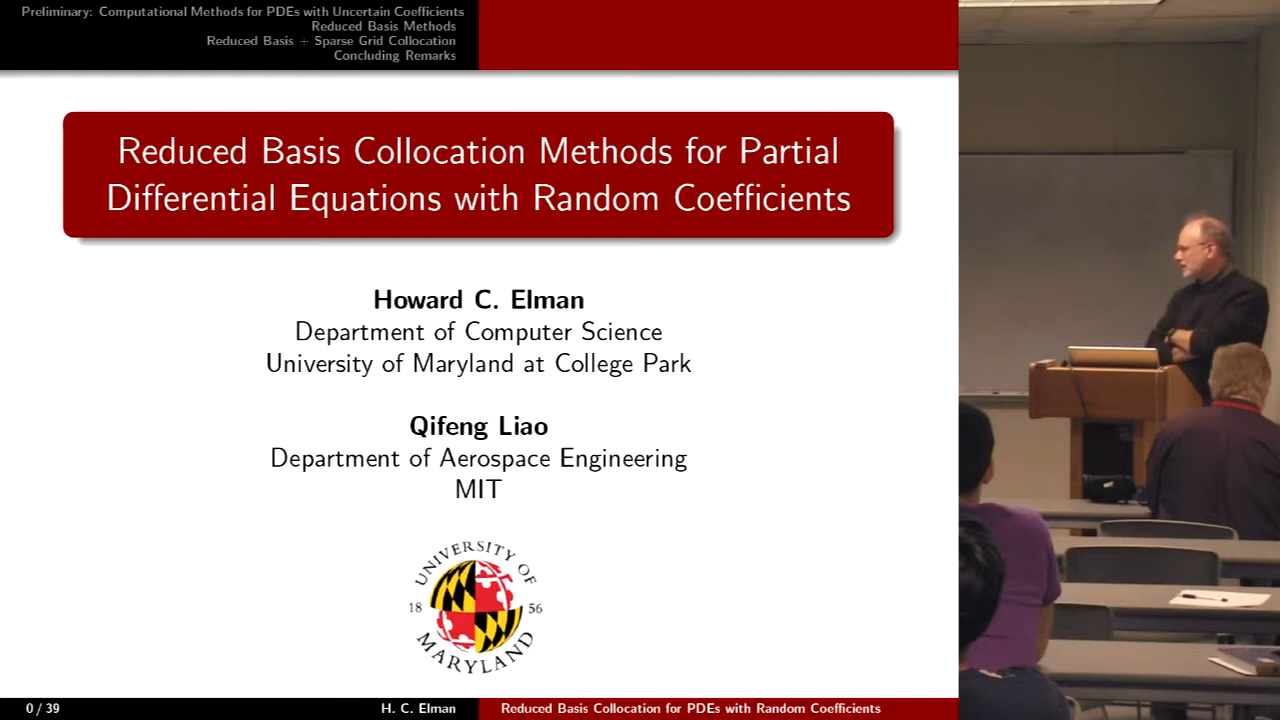 Preliminary: Computational Methods for PDEs with Uncertain Coefficients
Reduced Basis Methods
Reduced Basis + Sparse Grid Collocation
Concluding Remarks
Reduced Basis Collocation Methods for Partial
Differential Equations with Random Coefficients
Howard C. Elman
Department of Computer Science
University of Maryland at College Park
Qifeng Liao
Department of Aerospace Engineering
MIT
UNIVERSITY OF
18 56
MARYLAND
0 / 39
H. C. Elman
Reduced Basis Collocation for PDEs with Random Coefficients